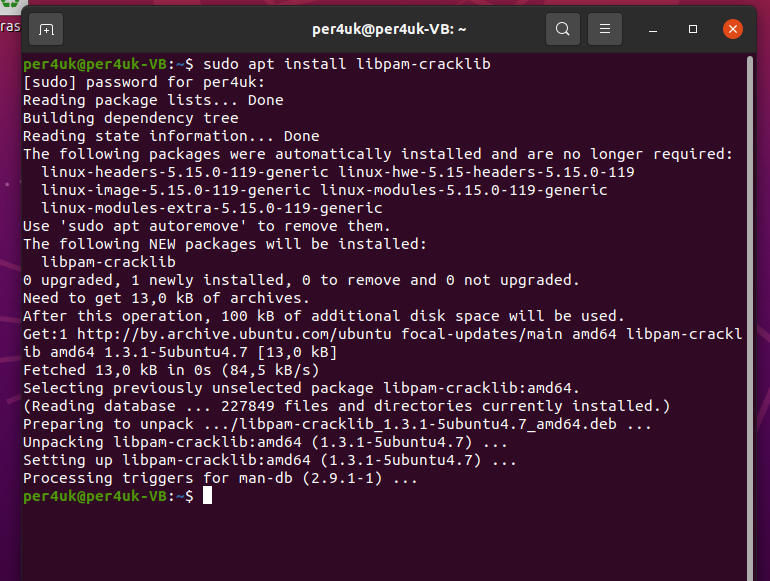 per4uk@per4uk-VB: ~
ras
per4uk@per4uk-VB:~$ sudo apt install libpam-cracklib
[sudo] password for per4uk:
Reading package lists... Done
Building dependency tree
Reading state information... Done
The following packages were automatically installed and are no longer required:
  linux-headers-5.15.0-119-generic linux-hwe-5.15-headers-5.15.0-119
  linux-image-5.15.0-119-generic linux-modules-5.15.0-119-generic
  linux-modules-extra-5.15.0-119-generic
Use 'sudo apt autoremove' to remove them.
The following NEW packages will be installed:
  libpam-cracklib
0 upgraded, 1 newly installed, 0 to remove and 0 not upgraded.
Need to get 13,0 kB of archives.
After this operation, 100 kB of additional disk space will be used.
Get:1 http://by.archive.ubuntu.com/ubuntu focal-updates/main amd64 libpam-crackl
ib amd64 1.3.1-5ubuntu4.7 [13,0 kB]
Fetched 13,0 kB in 0s (84,5 kB/s)
Selecting previously unselected package libpam-cracklib:amd64.
(Reading database ... 227849 files and directories currently installed.)
Preparing to unpack .../libpam-cracklib_1.3.1-5ubuntu4.7_amd64.deb ...
Unpacking libpam-cracklib:amd64 (1.3.1-5ubuntu4.7) ...
Setting up libpam-cracklib:amd64 (1.3.1-5ubuntu4.7) ...
Processing triggers for man-db (2.9.1-1) ...
per4uk@per4uk-VB:~$